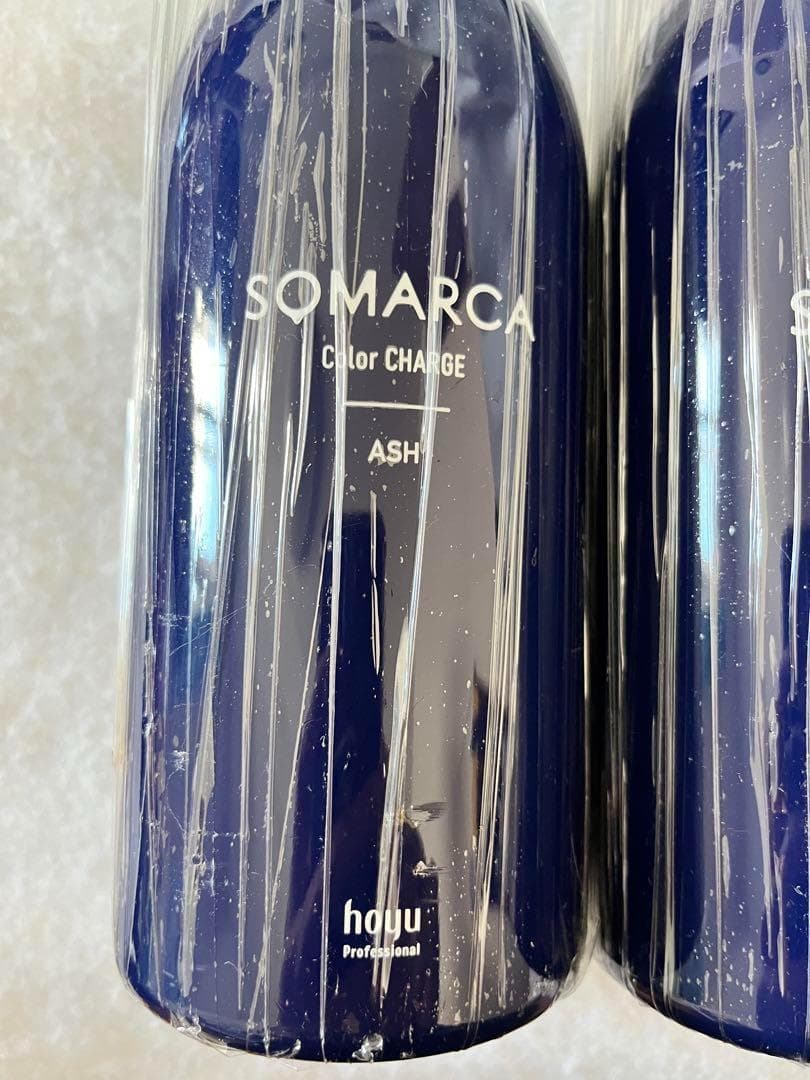 SOMARCA
Color CHARGE
ASH
hoyu
Professional
S